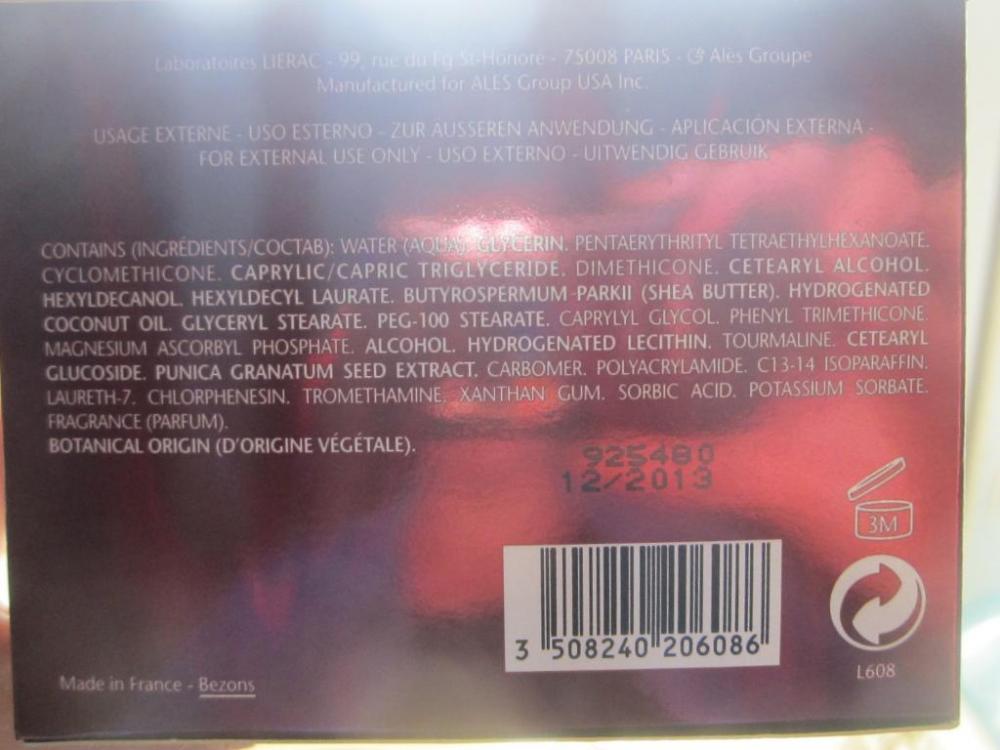 Laboratoires LIERAC - 99, rue du Fg St-Honoré - 75008 PARIS - Alès Groupe
Manufactured for ALES Group USA Inc.
USAGE EXTERNE - USO ESTERNO - ZUR AUSSEREN ANWENDUNG - APLICACIÓN EXTERNA -
FOR EXTERNAL USE ONLY - USO EXTERNO - UITWENDIG GEBRUIK
CONTAINS (INGRÉDIENTS/COCTAB): WATER (AQUA). GLYCERIN. PENTAERYTHRITYL TETRAETHYLHEXANOATE.
CYCLOMETHICONE. CAPRYLIC/CAPRIC TRIGLYCERIDE. DIMETHICONE. CETEARYL ALCOHOL.
HEXYLDECANOL. HEXYLDECYL LAURATE. BUTYROSPERMUM PARKII (SHEA BUTTER). HYDROGENATED
COCONUT OIL. GLYCERYL STEARATE. PEG-100 STEARATE. CAPRYLYL GLYCOL. PHENYL TRIMETHICONE.
MAGNESIUM ASCORBYL PHOSPHATE. ALCOHOL. HYDROGENATED LECITHIN. TOURMALINE. CETEARYL
GLUCOSIDE. PUNICA GRANATUM SEED EXTRACT. CARBOMER. POLYACRYLAMIDE. C13-14 ISOPARAFFIN.
LAURETH-7. CHLORPHENESIN. TROMETHAMINE. XANTHAN GUM. SORBIC ACID. POTASSIUM SORBATE.
FRAGRANCE (PARFUM).
BOTANICAL ORIGIN (D'ORIGINE VÉGÉTALE).
925480
12/2013
3M
3 508240 206086
L608
Made in France - Bezons